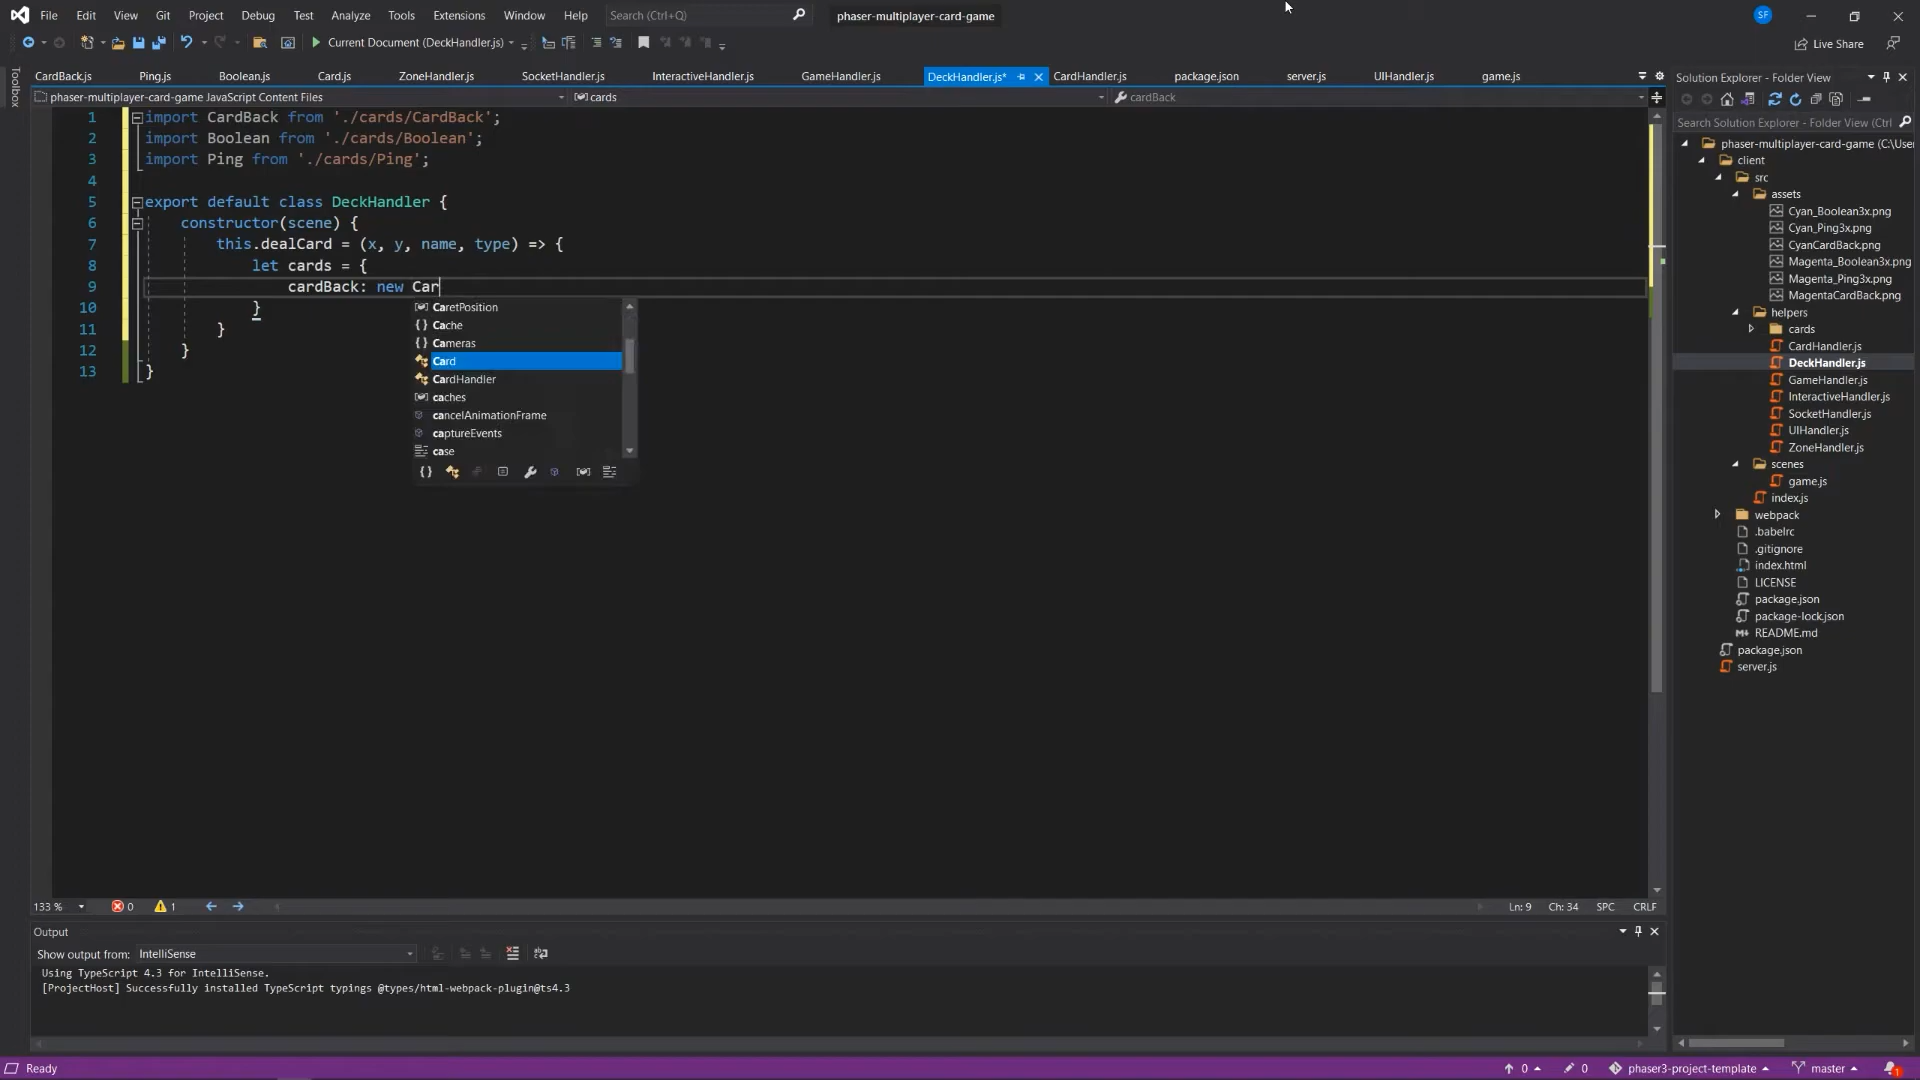 File Edit View Git Project Debug Test Analyze Tools Extensions Window Help Search (Ctrl+Q) phaser-multiplayer-card-game SF
Current Document (DeckHandler.js) Live Share
Toolbox
CardBack.js Ping.js Boolean.js Card.js ZoneHandler.js SocketHandler.js InteractiveHandler.js GameHandler.js DeckHandler.js* CardHandler.js package.json server.js UIHandler.js game.js
phaser-multiplayer-card-game JavaScript Content Files cards cardBack
1 import CardBack from './cards/CardBack';
2 import Boolean from './cards/Boolean';
3 import Ping from './cards/Ping';
4
5 export default class DeckHandler {
6 constructor(scene) {
7 this.dealCard = (x, y, name, type) => {
8 let cards = {
9 cardBack: new Car
10 }
11 }
12 }
13 }
CaretPosition
Cache
Cameras
Card
CardHandler
caches
cancelAnimationFrame
captureEvents
case
133 % 0 1 Ln: 9 Ch: 34 SPC CRLF
Output
Show output from: IntelliSense
Using TypeScript 4.3 for IntelliSense.
[ProjectHost] Successfully installed TypeScript typings @types/html-webpack-plugin@ts4.3
Solution Explorer - Folder View
Search Solution Explorer - Folder View (Ctrl
phaser-multiplayer-card-game (C:\Use
client
src
assets
Cyan_Boolean3x.png
Cyan_Ping3x.png
CyanCardBack.png
Magenta_Boolean3x.png
Magenta_Ping3x.png
MagentaCardBack.png
helpers
cards
CardHandler.js
DeckHandler.js
GameHandler.js
InteractiveHandler.js
SocketHandler.js
UIHandler.js
ZoneHandler.js
scenes
game.js
index.js
webpack
.babelrc
.gitignore
index.html
LICENSE
package.json
package-lock.json
README.md
package.json
server.js
Ready 0 0 phaser3-project-template master 1